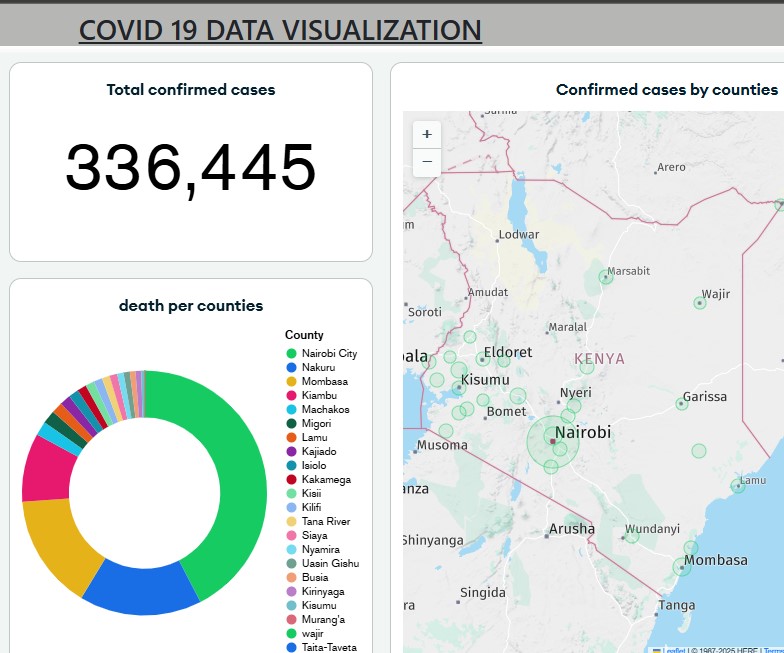 COVID 19 DATA VISUALIZATION
Total confirmed cases
336,445
death per counties
County
Nairobi City
Nakuru
Mombasa
Kiambu
Machakos
Migori
Lamu
Kajiado
Isiolo
Kakamega
Kisii
Kilifi
Tana River
Siaya
Nyamira
Uasin Gishu
Busia
Kirinyaga
Kisumu
Murang'a
wajir
Taita-Taveta
Confirmed cases by counties
+
−
Arero
Lodwar
Marsabit
Amudat
Wajir
Soroti
Maralal
Eldoret
KENYA
Kisumu
Nyeri
Garissa
Bomet
Nairobi
Musoma
Lamu
Arusha
Wundanyi
Shinyanga
Mombasa
Singida
Tanga
Leaflet | © 1987-2025 HERE | Terms